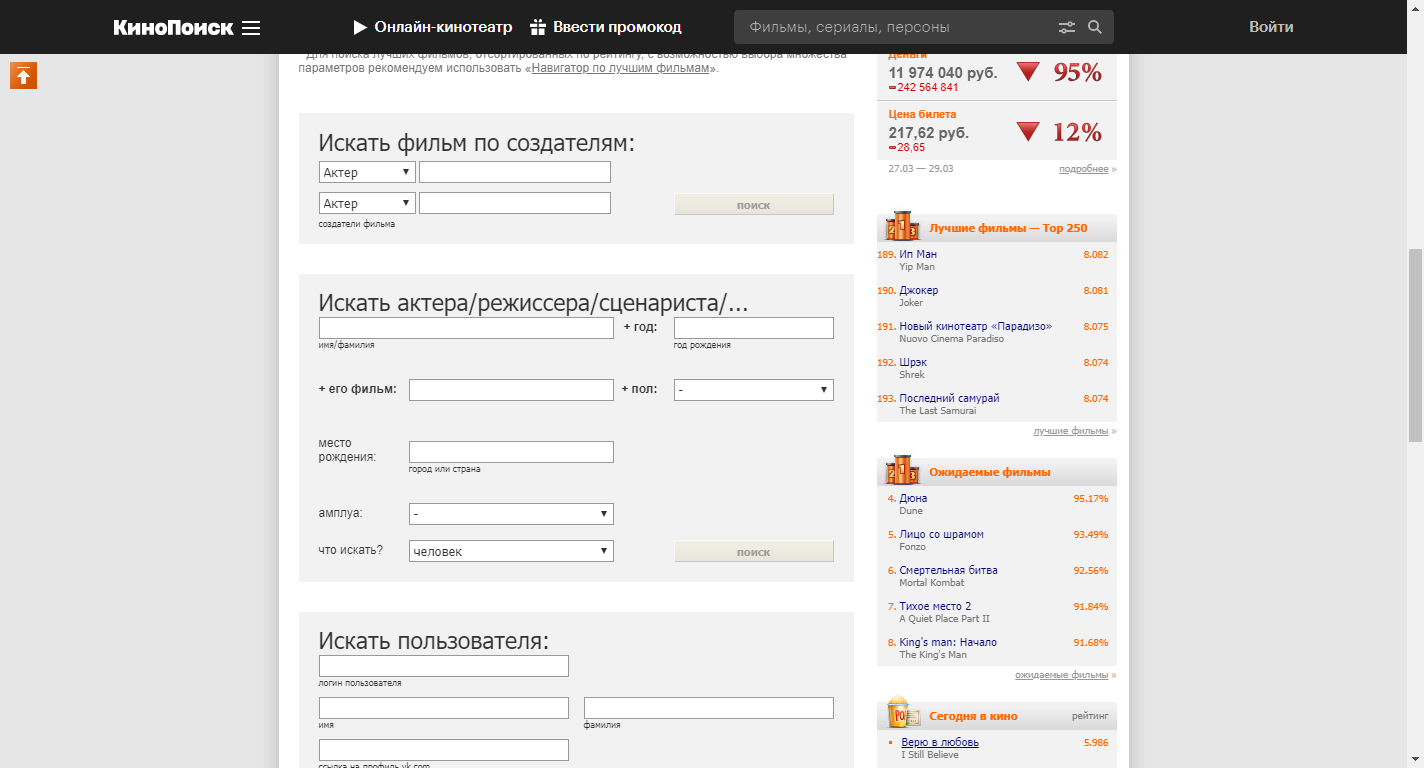 КиноПоиск
Онлайн-кинотеатр
Ввести промокод
Фильмы, сериалы, персоны
Войти
Для поиска лучших фильмов, отсортированных по рейтингу, с возможностью выбора множества
параметров рекомендуем использовать «Навигатор по лучшим фильмам».
Искать фильм по создателям:
Актер
Актер
поиск
создатели фильма
Искать актера/режиссера/сценариста/...
+ год:
имя/фамилия
год рождения
+ его фильм:
+ пол:
-
место
рождения:
город или страна
амплуа:
-
что искать?
человек
поиск
Искать пользователя:
логин пользователя
имя
фамилия
ссылка на профиль vk.com
Деньги
11 974 040 руб.
95%
242 564 841
Цена билета
217,62 руб.
12%
28,65
27.03 — 29.03
подробнее »
Лучшие фильмы — Top 250
189. Ип Ман 8.082
Yip Man
190. Джокер 8.081
Joker
191. Новый кинотеатр «Парадизо» 8.075
Nuovo Cinema Paradiso
192. Шрэк 8.074
Shrek
193. Последний самурай 8.074
The Last Samurai
лучшие фильмы »
Ожидаемые фильмы
4. Дюна 95.17%
Dune
5. Лицо со шрамом 93.49%
Fonzo
6. Смертельная битва 92.56%
Mortal Kombat
7. Тихое место 2 91.84%
A Quiet Place Part II
8. King's man: Начало 91.68%
The King's Man
ожидаемые фильмы »
Сегодня в кино
рейтинг
Верю в любовь 5.986
I Still Believe